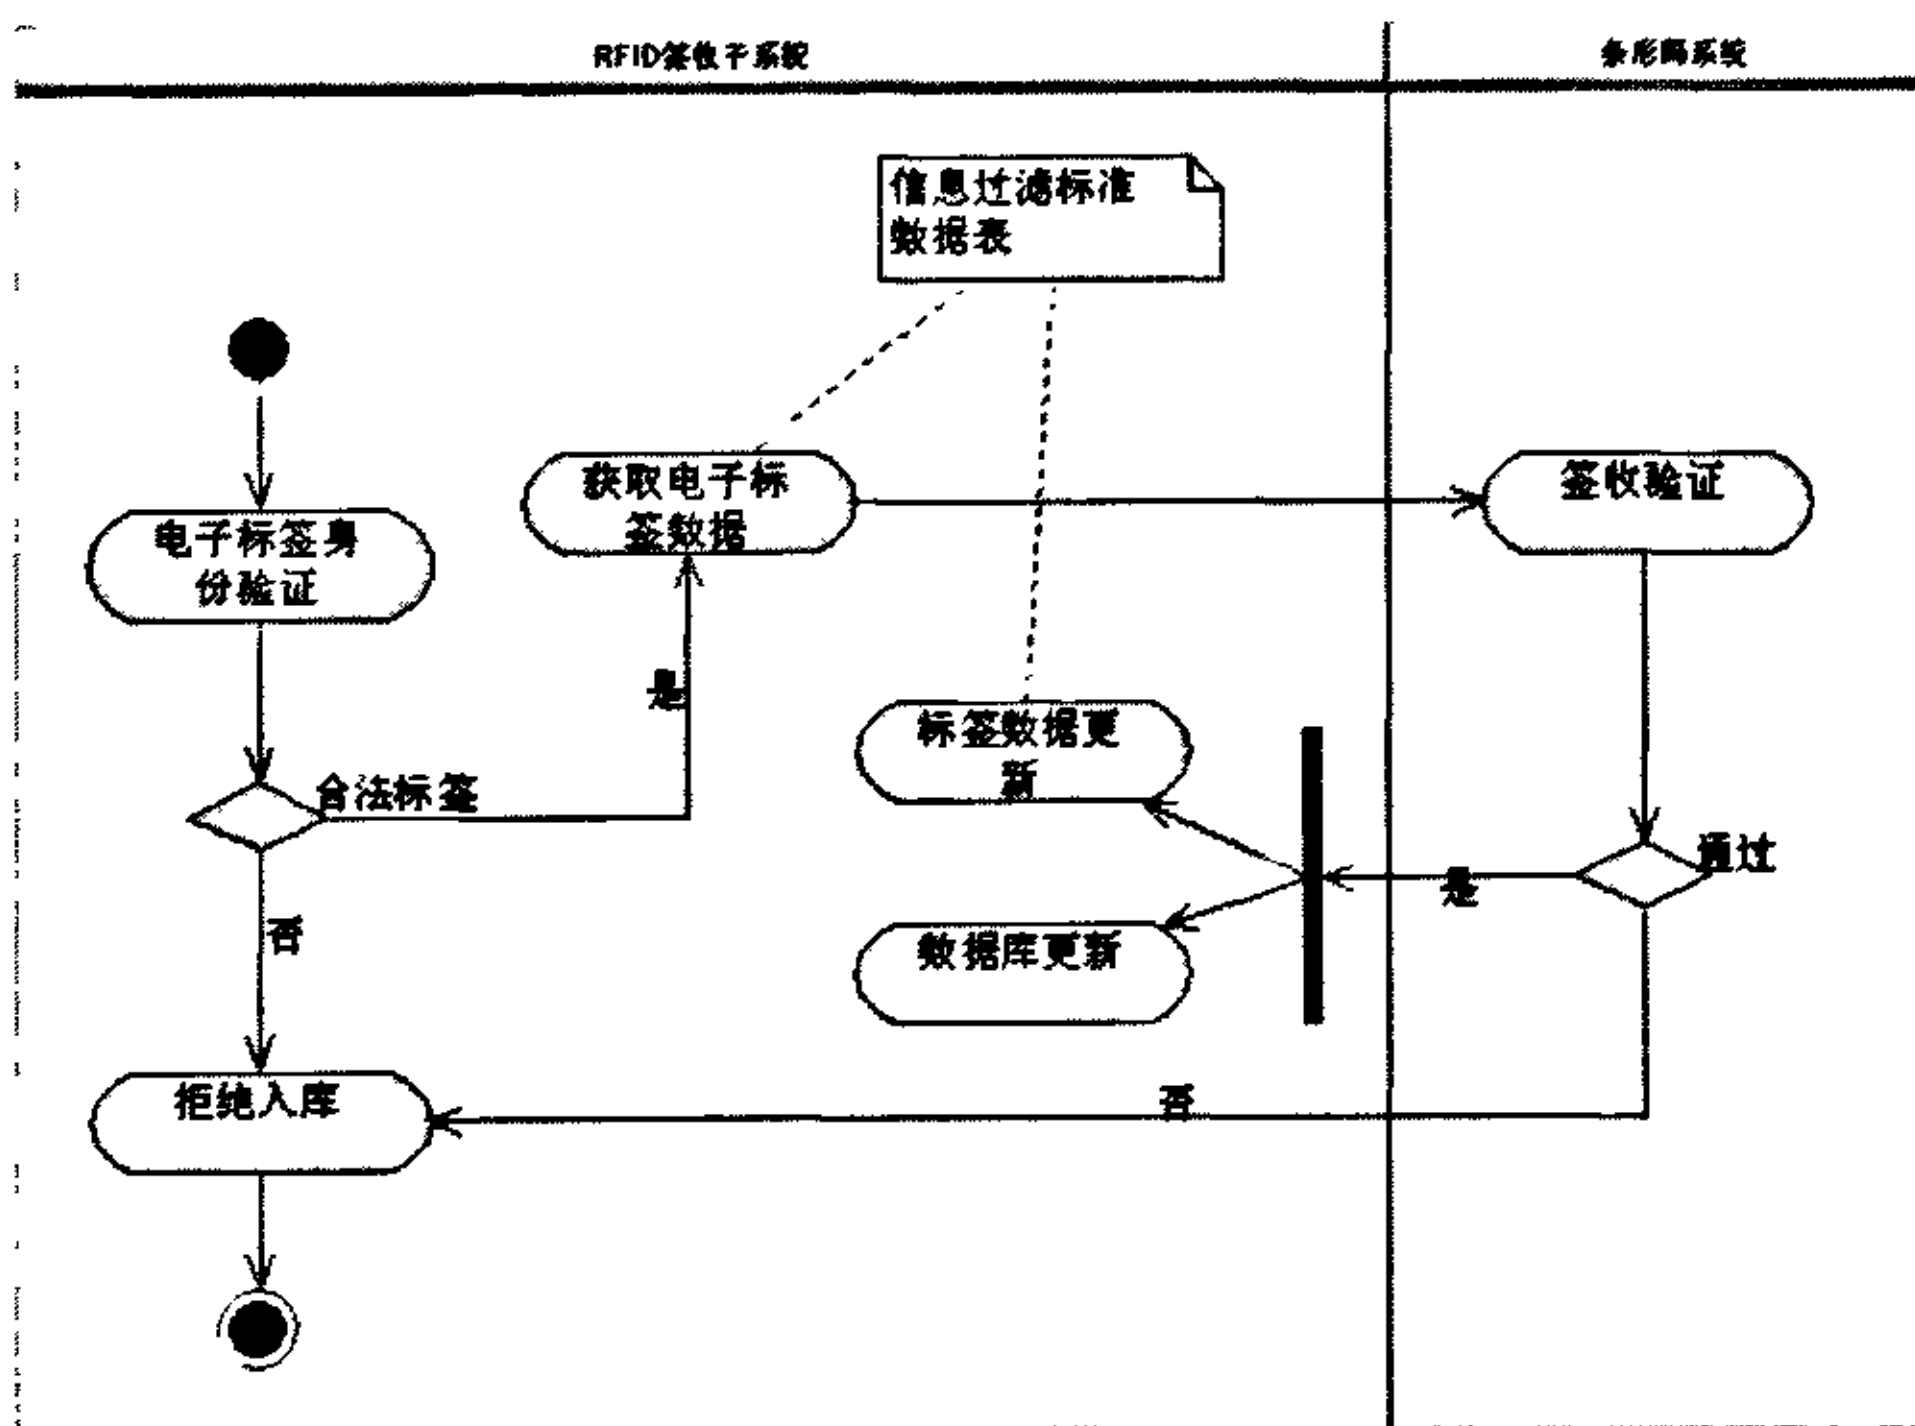 RFID签收子系统
条形码系统
信息过滤标准
数据表
获取电子标
签数据
签收验证
电子标签身
份验证
是
标签数据更
新
合法标签
通过
是
否
数据库更新
拒绝入库
否